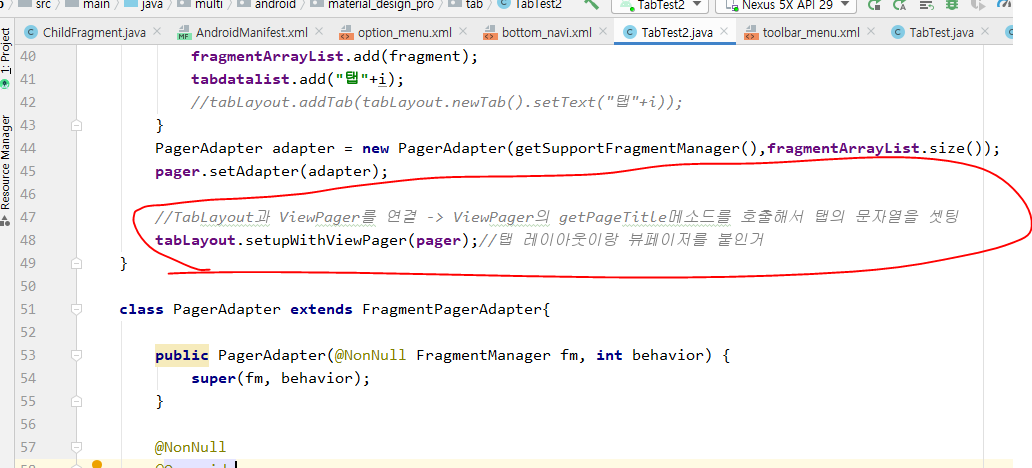 src main java multi android material_design_pro tab TabTest2 TabTest2 Nexus 5X API 29
ChildFragment.java AndroidManifest.xml option_menu.xml bottom_navi.xml TabTest2.java toolbar_menu.xml TabTest.java
1: Project
Resource Manager
40 fragmentArrayList.add(fragment);
41 tabdatalist.add("탭"+i);
42 //tabLayout.addTab(tabLayout.newTab().setText("탭"+i));
43 }
44 PagerAdapter adapter = new PagerAdapter(getSupportFragmentManager(),fragmentArrayList.size());
45 pager.setAdapter(adapter);
46
47 //TabLayout과 ViewPager를 연결 -> ViewPager의 getPageTitle메소드를 호출해서 탭의 문자열을 셋팅
48 tabLayout.setupWithViewPager(pager);//탭 레이아웃이랑 뷰페이저를 붙인거
49 }
50
51 class PagerAdapter extends FragmentPagerAdapter{
52
53 public PagerAdapter(@NonNull FragmentManager fm, int behavior) {
54 super(fm, behavior);
55 }
56
57 @NonNull